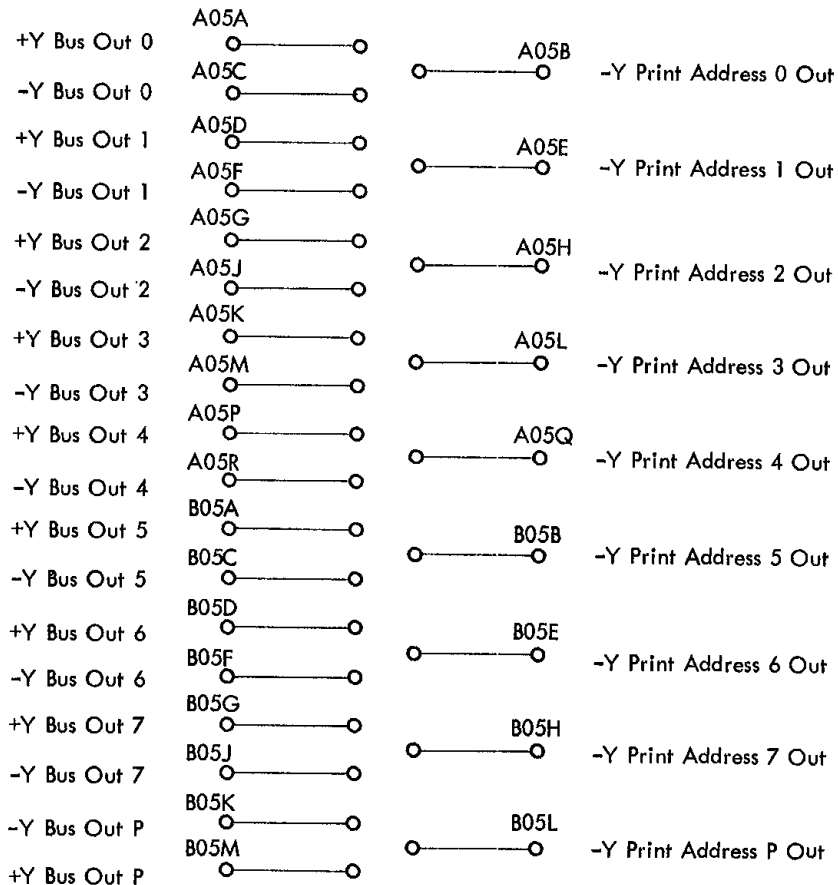 A05A
+Y Bus Out 0
A05B
A05C
-Y Print Address 0 Out
-Y Bus Out 0
A05D
+Y Bus Out 1
A05E
A05F
-Y Print Address 1 Out
-Y Bus Out 1
A05G
+Y Bus Out 2
A05H
A05J
-Y Print Address 2 Out
-Y Bus Out 2
A05K
+Y Bus Out 3
A05L
A05M
-Y Print Address 3 Out
-Y Bus Out 3
A05P
+Y Bus Out 4
A05Q
A05R
-Y Print Address 4 Out
-Y Bus Out 4
B05A
+Y Bus Out 5
B05B
B05C
-Y Print Address 5 Out
-Y Bus Out 5
B05D
+Y Bus Out 6
B05E
B05F
-Y Print Address 6 Out
-Y Bus Out 6
B05G
+Y Bus Out 7
B05H
B05J
-Y Print Address 7 Out
-Y Bus Out 7
B05K
-Y Bus Out P
B05L
B05M
-Y Print Address P Out
+Y Bus Out P